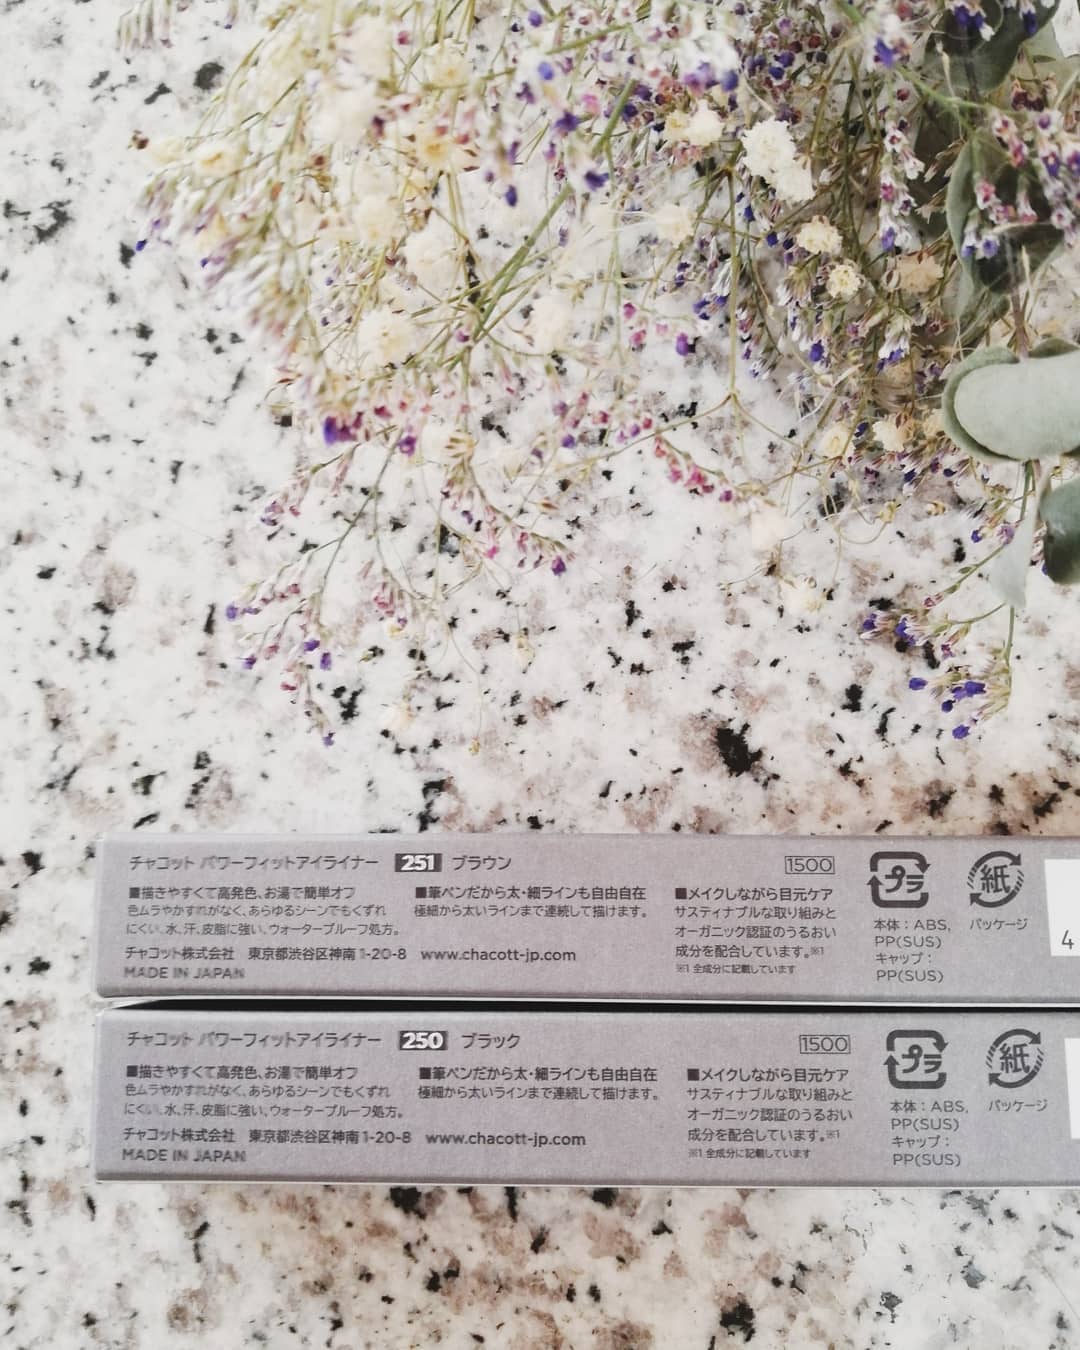 チャコット パワーフィットアイライナー 251 ブラウン
1500
■描きやすくて高発色、お湯で簡単オフ
色ムラやかすれがなく、あらゆるシーンでもくずれ
にくい。水、汗、皮脂に強い、ウォータープルーフ処方。
■筆ペンだから太・細ラインも自由自在
極細から太いラインまで連続して描けます。
■メイクしながら目元ケア
サスティナブルな取り組みと
オーガニック認証のうるおい
成分を配合しています。※1
※1 全成分に記載しています
チャコット株式会社 東京都渋谷区神南1-20-8 www.chacott-jp.com
MADE IN JAPAN
プラ
本体：ABS,
PP(SUS)
キャップ：
PP(SUS)
紙
パッケージ
4
チャコット パワーフィットアイライナー 250 ブラック
1500
■描きやすくて高発色、お湯で簡単オフ
色ムラやかすれがなく、あらゆるシーンでもくずれ
にくい。水、汗、皮脂に強い、ウォータープルーフ処方。
■筆ペンだから太・細ラインも自由自在
極細から太いラインまで連続して描けます。
■メイクしながら目元ケア
サスティナブルな取り組みと
オーガニック認証のうるおい
成分を配合しています。※1
※1 全成分に記載しています
チャコット株式会社 東京都渋谷区神南1-20-8 www.chacott-jp.com
MADE IN JAPAN
プラ
本体：ABS,
PP(SUS)
キャップ：
PP(SUS)
紙
パッケージ